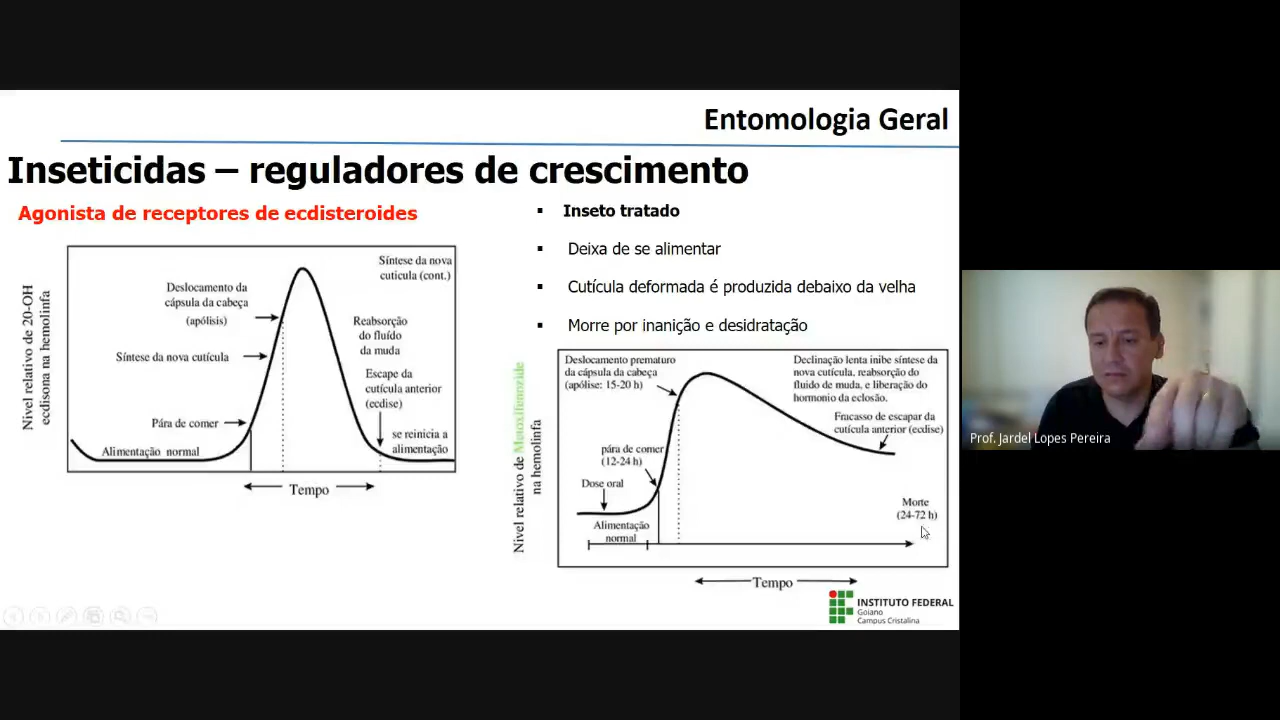 Entomologia Geral
Inseticidas – reguladores de crescimento
Agonista de receptores de ecdisteroides
Nivel relativo de 20-OH
ecdisona na hemolinfa
Síntese da nova
cuticula (cont.)
Deslocamento da
cápsula da cabeça
(apólisis)
Reabsorção
do fluído
da muda
Síntese da nova cutícula
Escape da
cutícula anterior
(ecdise)
Pára de comer
se reinicia a
alimentação
Alimentação normal
Tempo
▪ Inseto tratado
▪ Deixa de se alimentar
▪ Cutícula deformada é produzida debaixo da velha
▪ Morre por inanição e desidratação
Nivel relativo de Metoxifenozide
na hemolinfa
Deslocamento prematuro
da cápsula da cabeça
(apólise: 15-20 h)
Declinação lenta inibe síntese da
nova cutícula, reabsorção do
fluido de muda, e liberação do
hormonio da eclosão.
Fracasso de escapar da
cutícula anterior (ecdise)
pára de comer
(12-24 h)
Dose oral
Alimentação
normal
Morte
(24-72 h)
Tempo
INSTITUTO FEDERAL
Goiano
Campus Cristalina
Prof. Jardel Lopes Pereira